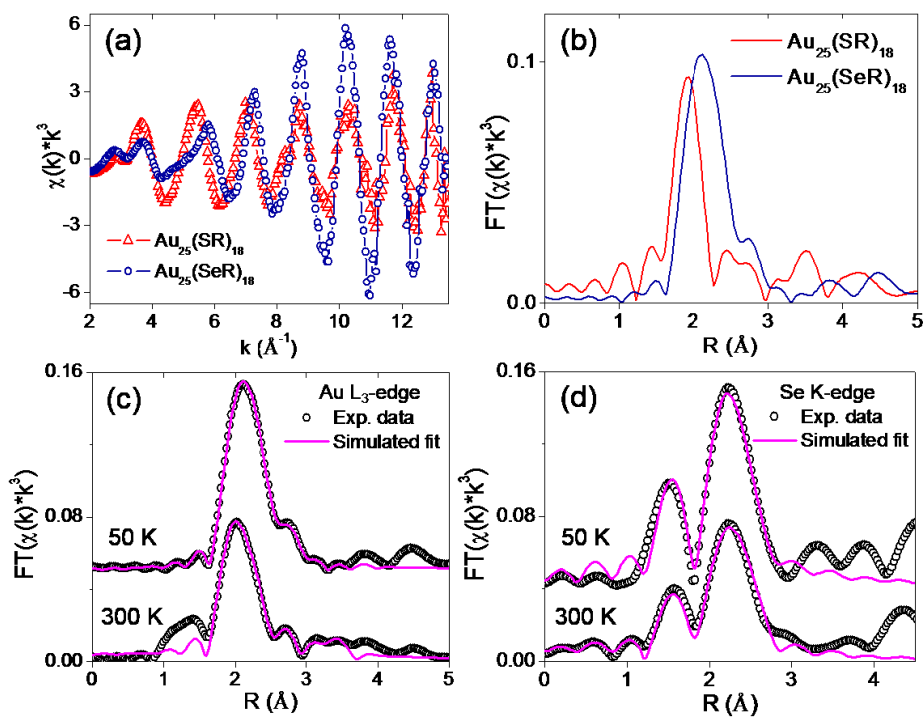 (a)
6
3
0
-3
-6
χ(k)*k³
Au₂₅(SR)₁₈
Au₂₅(SeR)₁₈
2 4 6 8 10 12
k (Å⁻¹)
(b)
Au₂₅(SR)₁₈
Au₂₅(SeR)₁₈
0.1
0.0
FT(χ(k)*k³)
0 1 2 3 4 5
R (Å)
(c)
Au L₃-edge
Exp. data
Simulated fit
0.16
0.08
0.00
FT(χ(k)*k³)
50 K
300 K
0 1 2 3 4 5
R (Å)
(d)
Se K-edge
Exp. data
Simulated fit
0.16
0.08
0.00
FT(χ(k)*k³)
50 K
300 K
0 1 2 3 4
R (Å)